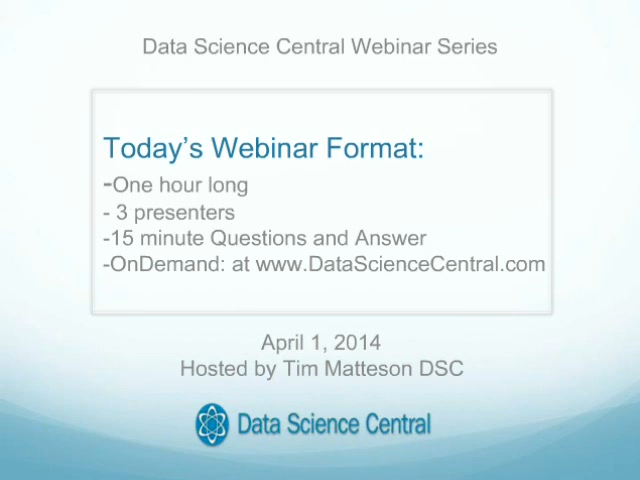 Data Science Central Webinar Series
Today's Webinar Format:
-One hour long
- 3 presenters
-15 minute Questions and Answer
-OnDemand: at www.DataScienceCentral.com
April 1, 2014
Hosted by Tim Matteson DSC
Data Science Central